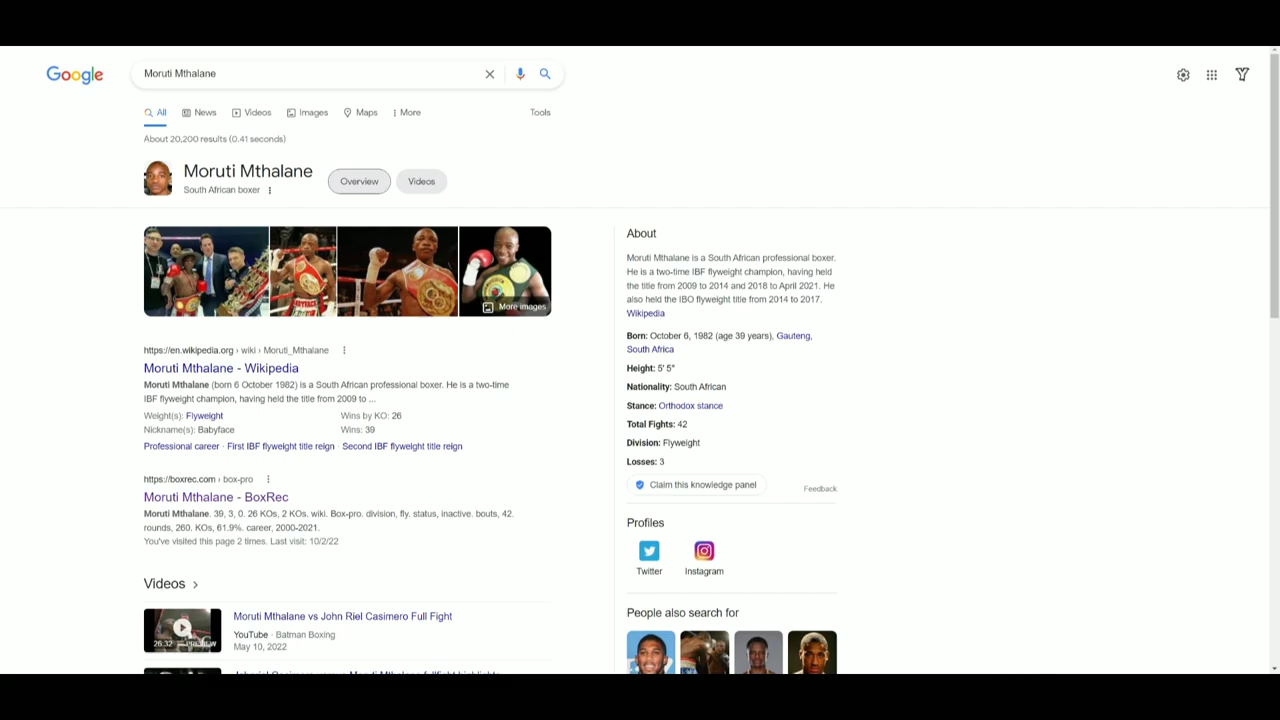 Google
Moruti Mthalane
All
News
Videos
Images
Maps
More
Tools
About 20,200 results (0.41 seconds)
Moruti Mthalane
South African boxer
Overview
Videos
More images
https://en.wikipedia.org › wiki › Moruti_Mthalane
Moruti Mthalane - Wikipedia
Moruti Mthalane (born 6 October 1982) is a South African professional boxer. He is a two-time
IBF flyweight champion, having held the title from 2009 to ...
Weight(s): Flyweight
Wins by KO: 26
Nickname(s): Babyface
Wins: 39
Professional career · First IBF flyweight title reign · Second IBF flyweight title reign
https://boxrec.com › box-pro
Moruti Mthalane - BoxRec
Moruti Mthalane. 39, 3, 0. 26 KOs, 2 KOs. wiki. Box-pro. division, fly. status, inactive. bouts, 42.
rounds, 260. KOs, 61.9%. career, 2000-2021.
You've visited this page 2 times. Last visit: 10/2/22
Videos
26:32
PREVIEW
Moruti Mthalane vs John Riel Casimero Full Fight
YouTube · Batman Boxing
May 10, 2022
About
Moruti Mthalane is a South African professional boxer.
He is a two-time IBF flyweight champion, having held
the title from 2009 to 2014 and 2018 to April 2021. He
also held the IBO flyweight title from 2014 to 2017.
Wikipedia
Born: October 6, 1982 (age 39 years), Gauteng,
South Africa
Height: 5′ 5″
Nationality: South African
Stance: Orthodox stance
Total Fights: 42
Division: Flyweight
Losses: 3
Claim this knowledge panel
Feedback
Profiles
Twitter
Instagram
People also search for